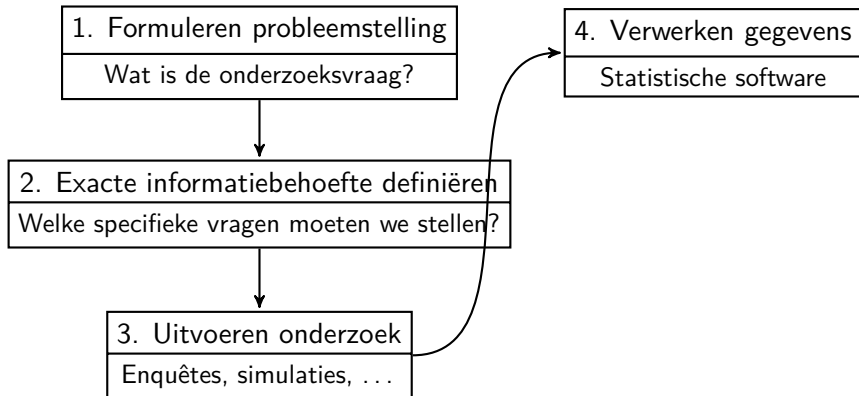 1. Formuleren probleemstelling
Wat is de onderzoeksvraag?
2. Exacte informatiebehoefte definiëren
Welke specifieke vragen moeten we stellen?
3. Uitvoeren onderzoek
Enquêtes, simulaties, . . .
4. Verwerken gegevens
Statistische software